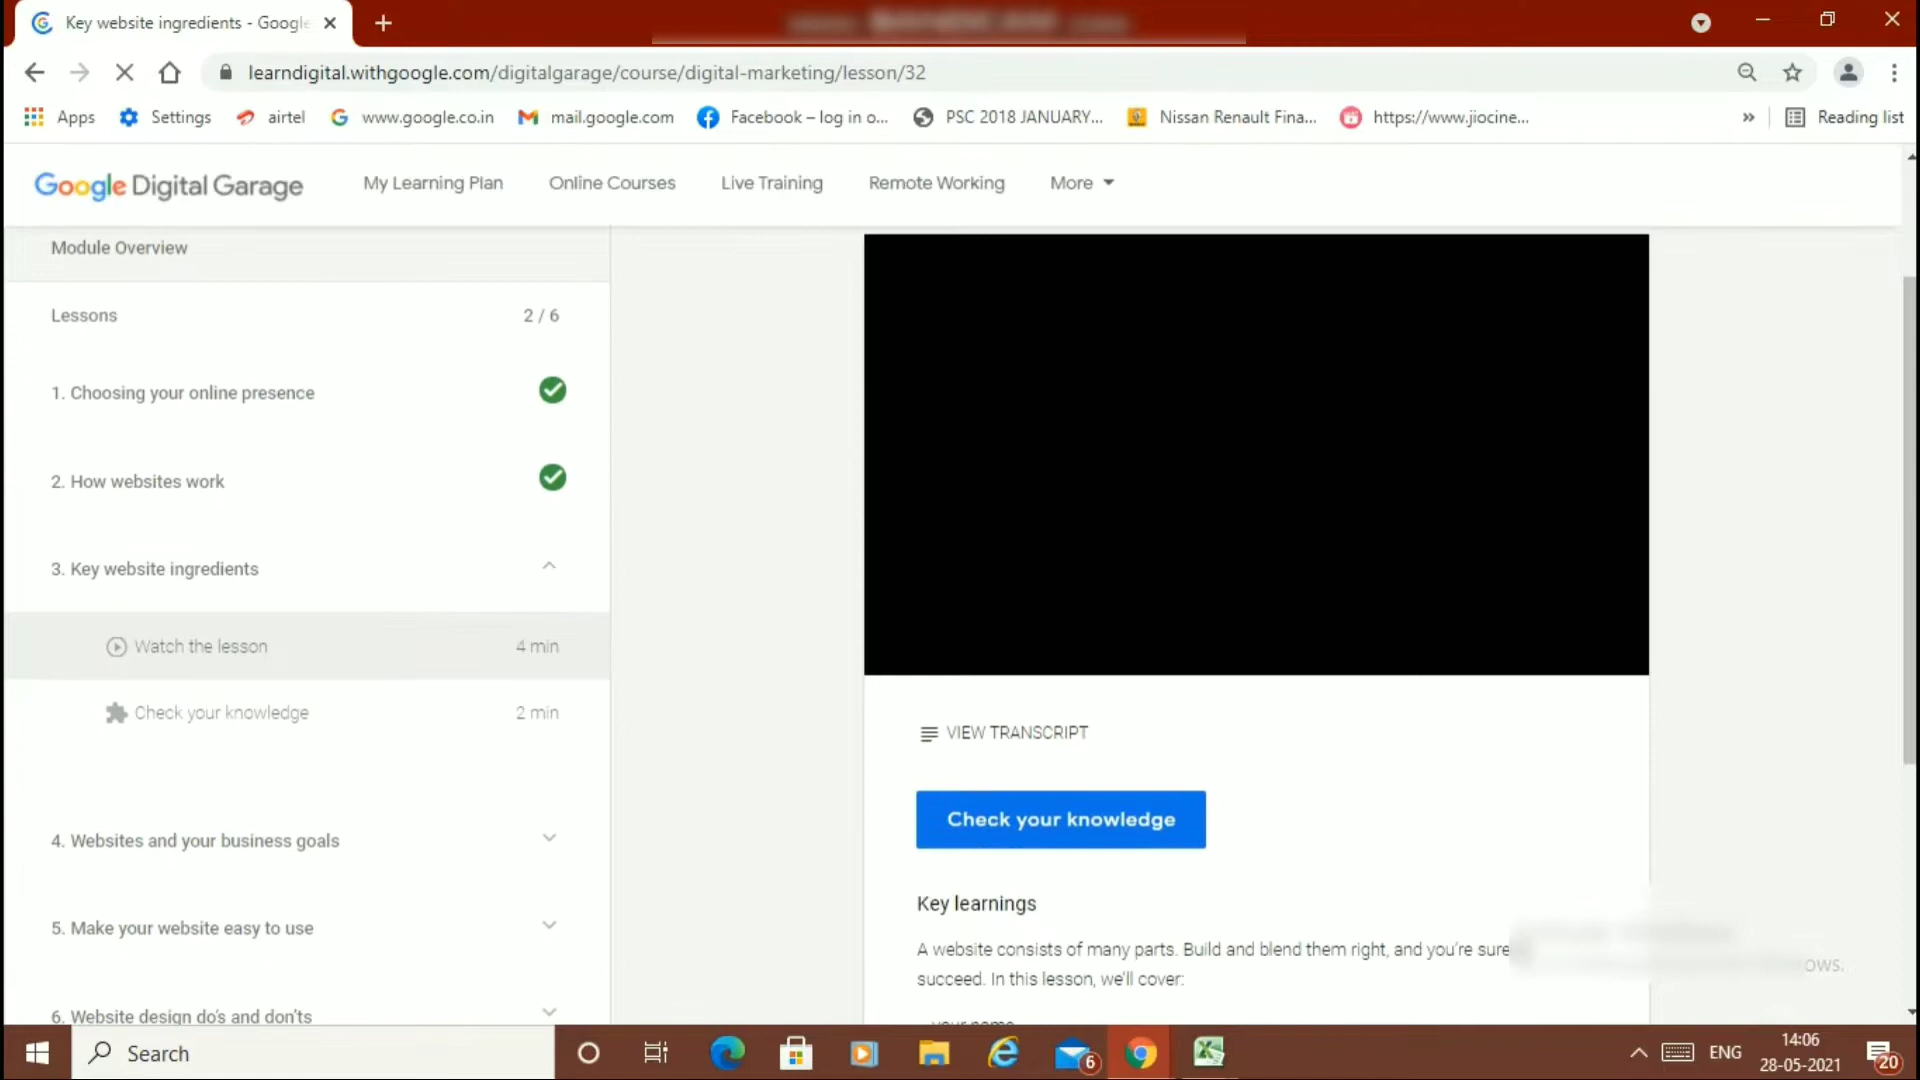 Key website ingredients - Google
learndigital.withgoogle.com/digitalgarage/course/digital-marketing/lesson/32
Apps Settings airtel www.google.co.in mail.google.com Facebook – log in o... PSC 2018 JANUARY... Nissan Renault Fina... https://www.jiocine... » Reading list
Google Digital Garage My Learning Plan Online Courses Live Training Remote Working More
Module Overview
Lessons 2 / 6
1. Choosing your online presence
2. How websites work
3. Key website ingredients
Watch the lesson 4 min
Check your knowledge 2 min
4. Websites and your business goals
5. Make your website easy to use
6. Website design do's and don'ts
VIEW TRANSCRIPT
Check your knowledge
Key learnings
A website consists of many parts. Build and blend them right, and you're sure
succeed. In this lesson, we'll cover:
your name
ows.
Search
6
ENG
14:06
28-05-2021
20